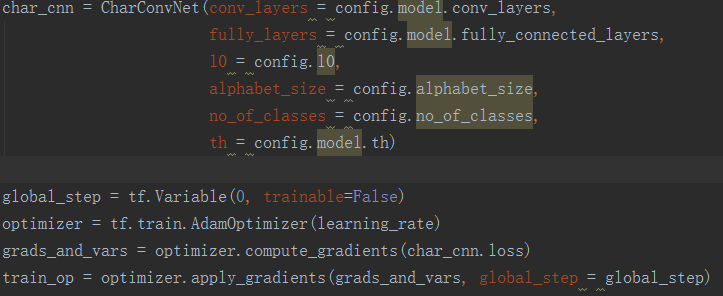 char_cnn = CharConvNet(conv_layers = config.model.conv_layers,
fully_layers = config.model.fully_connected_layers,
l0 = config.l0,
alphabet_size = config.alphabet_size,
no_of_classes = config.no_of_classes,
th = config.model.th)
global_step = tf.Variable(0, trainable=False)
optimizer = tf.train.AdamOptimizer(learning_rate)
grads_and_vars = optimizer.compute_gradients(char_cnn.loss)
train_op = optimizer.apply_gradients(grads_and_vars, global_step = global_step)